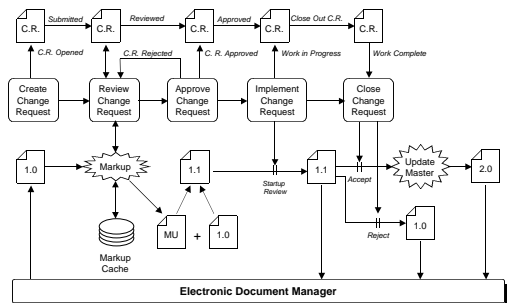 Submitted
Reviewed
Approved
Close Out C.R.
C.R.
C.R.
C.R.
C.R.
C.R.
C.R. Opened
C.R. Rejected
C. R. Approved
Work in Progress
Work Complete
Create
Change
Request
Review
Change
Request
Approve
Change
Request
Implement
Change
Request
Close
Change
Request
1.0
Markup
1.1
Startup
Review
1.1
Accept
Update
Master
2.0
Markup
Cache
MU
+
1.0
Reject
1.0
Electronic Document Manager